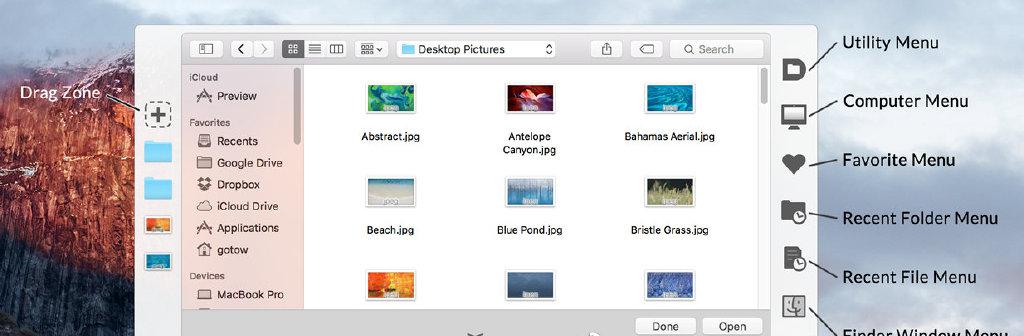 Desktop Pictures
Search
Utility Menu
Drag Zone
iCloud
Preview
Favorites
Recents
Google Drive
Dropbox
iCloud Drive
Applications
gotow
Devices
MacBook Pro
Abstract.jpg
Antelope
Canyon.jpg
Bahamas Aerial.jpg
Beach.jpg
Blue Pond.jpg
Bristle Grass.jpg
Done
Open
Computer Menu
Favorite Menu
Recent Folder Menu
Recent File Menu
Finder Window Menu